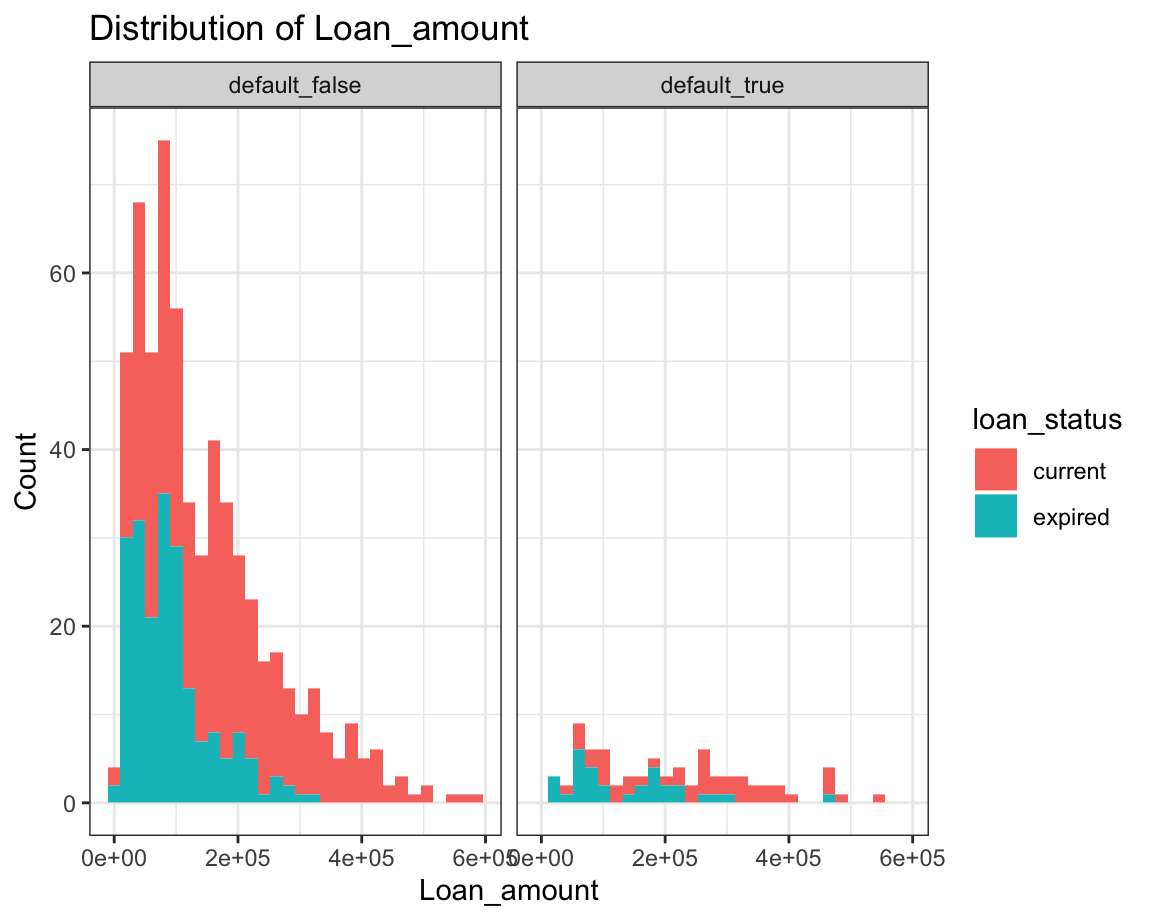 Distribution of Loan_amount
default_false
default_true
60
40
20
0
Count
0e+00
2e+05
4e+05
6e+05
0e+00
2e+05
4e+05
6e+05
Loan_amount
loan_status
current
expired